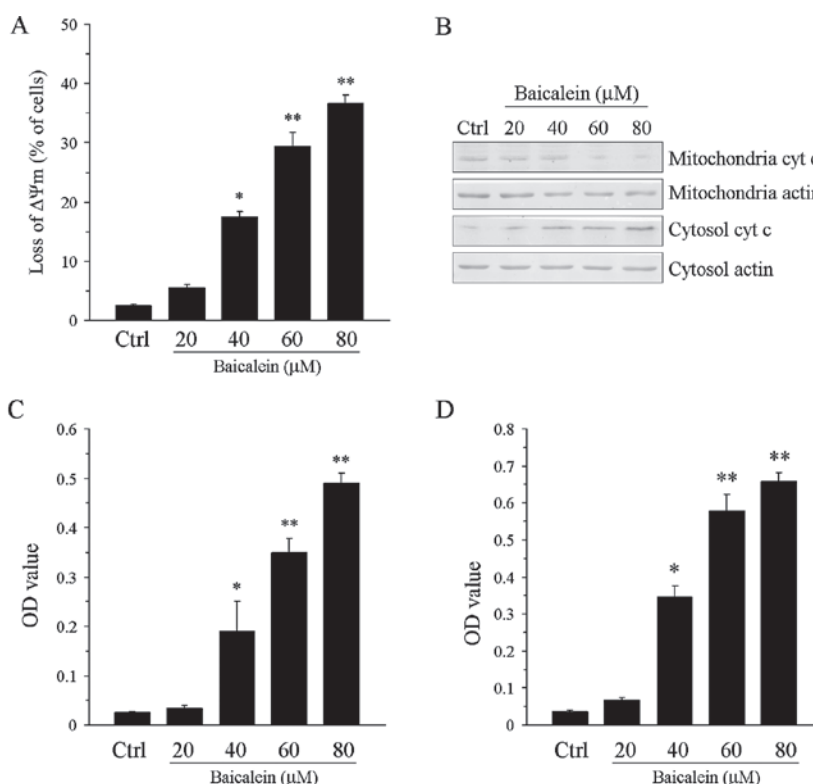 A
Loss of ΔΨm (% of cells)
50
40
30
20
10
0
*
**
**
Ctrl 20 40 60 80
Baicalein (μM)
B
Baicalein (μM)
Ctrl 20 40 60 80
Mitochondria cyt c
Mitochondria actin
Cytosol cyt c
Cytosol actin
C
OD value
0.6
0.5
0.4
0.3
0.2
0.1
0
*
**
**
Ctrl 20 40 60 80
Baicalein (μM)
D
OD value
0.8
0.7
0.6
0.5
0.4
0.3
0.2
0.1
0
*
**
**
Ctrl 20 40 60 80
Baicalein (μM)